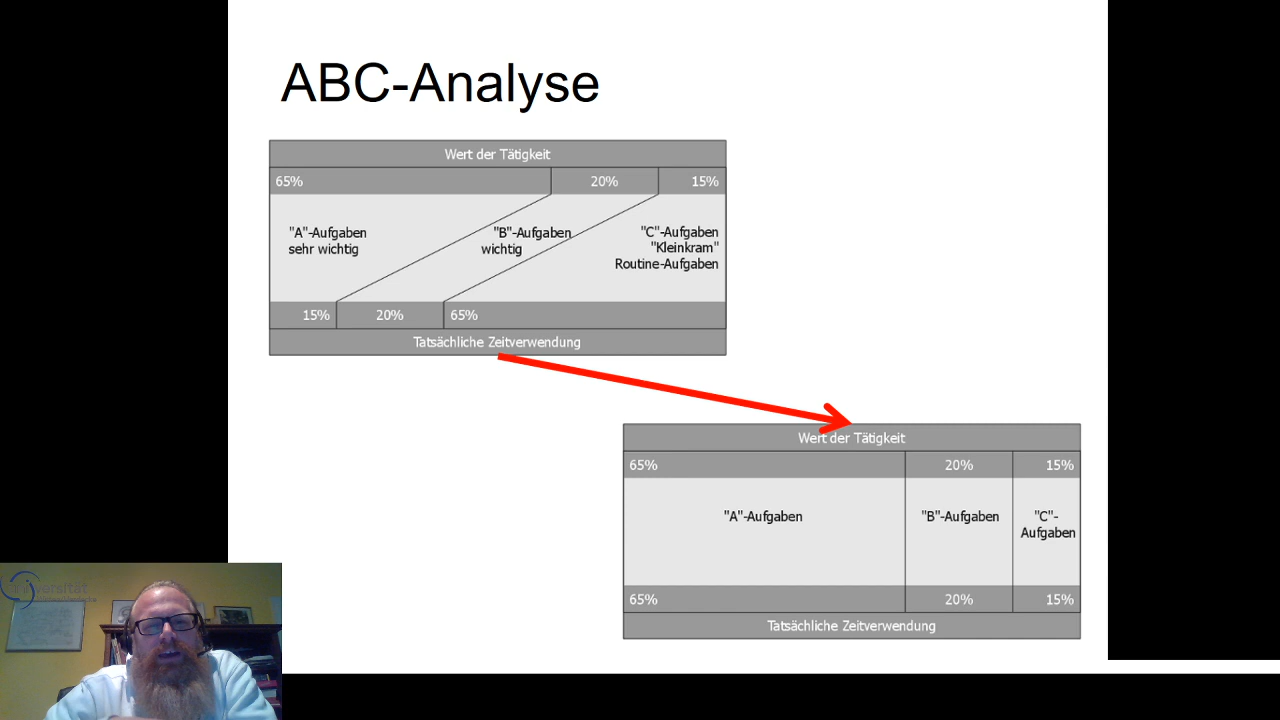 ABC-Analyse
Wert der Tätigkeit
65% 20% 15%
"A"-Aufgaben
sehr wichtig
"B"-Aufgaben
wichtig
"C"-Aufgaben
"Kleinkram"
Routine-Aufgaben
15% 20% 65%
Tatsächliche Zeitverwendung
Wert der Tätigkeit
65% 20% 15%
"A"-Aufgaben
"B"-Aufgaben
"C"-
Aufgaben
65% 20% 15%
Tatsächliche Zeitverwendung
Universität